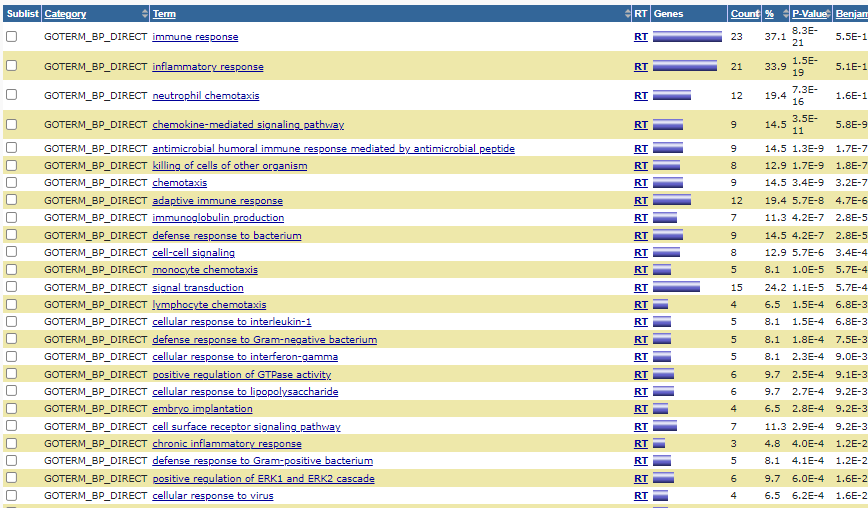 Sublist Category Term RT Genes Count % P-Value Benjam
GOTERM_BP_DIRECT immune response RT 23 37.1 8.3E-21 5.5E-1
GOTERM_BP_DIRECT inflammatory response RT 21 33.9 1.5E-19 5.1E-1
GOTERM_BP_DIRECT neutrophil chemotaxis RT 12 19.4 7.3E-16 1.6E-1
GOTERM_BP_DIRECT chemokine-mediated signaling pathway RT 9 14.5 3.5E-11 5.8E-9
GOTERM_BP_DIRECT antimicrobial humoral immune response mediated by antimicrobial peptide RT 9 14.5 1.3E-9 1.7E-7
GOTERM_BP_DIRECT killing of cells of other organism RT 8 12.9 1.7E-9 1.8E-7
GOTERM_BP_DIRECT chemotaxis RT 9 14.5 3.4E-9 3.2E-7
GOTERM_BP_DIRECT adaptive immune response RT 12 19.4 5.7E-8 4.7E-6
GOTERM_BP_DIRECT immunoglobulin production RT 7 11.3 4.2E-7 2.8E-5
GOTERM_BP_DIRECT defense response to bacterium RT 9 14.5 4.2E-7 2.8E-5
GOTERM_BP_DIRECT cell-cell signaling RT 8 12.9 5.7E-6 3.4E-4
GOTERM_BP_DIRECT monocyte chemotaxis RT 5 8.1 1.0E-5 5.7E-4
GOTERM_BP_DIRECT signal transduction RT 15 24.2 1.1E-5 5.7E-4
GOTERM_BP_DIRECT lymphocyte chemotaxis RT 4 6.5 1.5E-4 6.8E-3
GOTERM_BP_DIRECT cellular response to interleukin-1 RT 5 8.1 1.5E-4 6.8E-3
GOTERM_BP_DIRECT defense response to Gram-negative bacterium RT 5 8.1 1.8E-4 7.5E-3
GOTERM_BP_DIRECT cellular response to interferon-gamma RT 5 8.1 2.3E-4 9.0E-3
GOTERM_BP_DIRECT positive regulation of GTPase activity RT 6 9.7 2.5E-4 9.1E-3
GOTERM_BP_DIRECT cellular response to lipopolysaccharide RT 6 9.7 2.7E-4 9.2E-3
GOTERM_BP_DIRECT embryo implantation RT 4 6.5 2.8E-4 9.2E-3
GOTERM_BP_DIRECT cell surface receptor signaling pathway RT 7 11.3 2.9E-4 9.2E-3
GOTERM_BP_DIRECT chronic inflammatory response RT 3 4.8 4.0E-4 1.2E-2
GOTERM_BP_DIRECT defense response to Gram-positive bacterium RT 5 8.1 4.1E-4 1.2E-2
GOTERM_BP_DIRECT positive regulation of ERK1 and ERK2 cascade RT 6 9.7 6.0E-4 1.6E-2
GOTERM_BP_DIRECT cellular response to virus RT 4 6.5 6.2E-4 1.6E-2